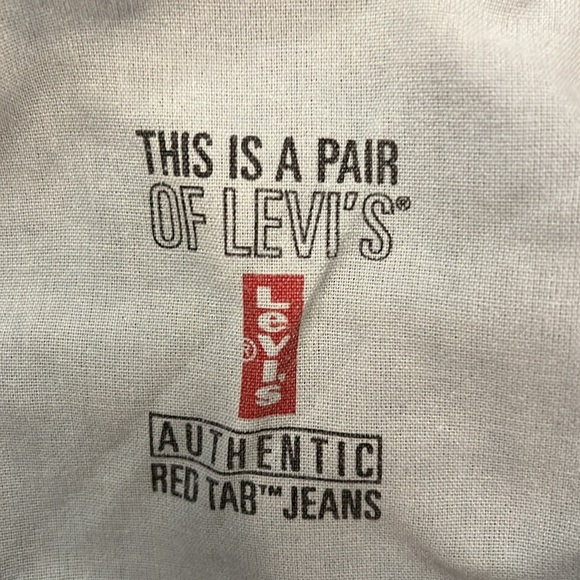 THIS IS A PAIR
OF LEVI'S®
Levi's®
AUTHENTIC
RED TAB™ JEANS